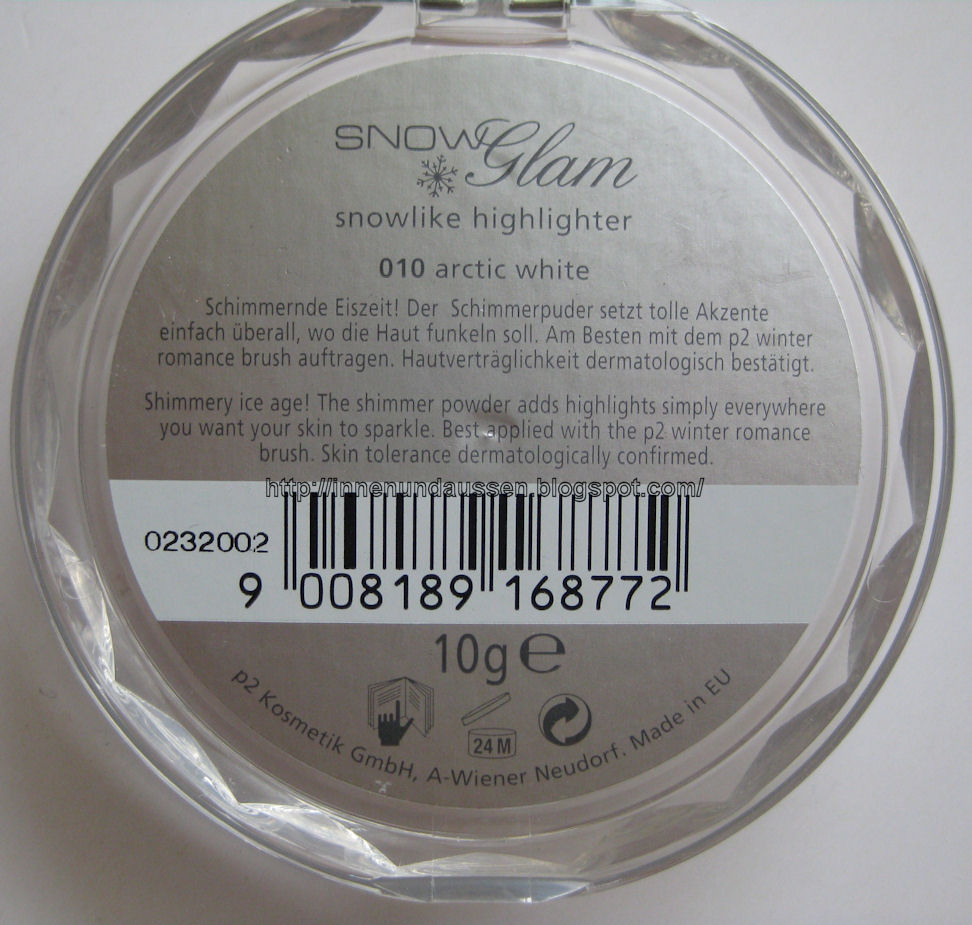 SNOW Glam
snowlike highlighter
010 arctic white
Schimmernde Eiszeit! Der Schimmerpuder setzt tolle Akzente
einfach überall, wo die Haut funkeln soll. Am Besten mit dem p2 winter
romance brush auftragen. Hautverträglichkeit dermatologisch bestätigt.
Shimmery ice age! The shimmer powder adds highlights simply everywhere
you want your skin to sparkle. Best applied with the p2 winter romance
brush. Skin tolerance dermatologically confirmed.
http://innenundaussen.blogspot.com/
0232002
9 008189 168772
10g e
24 M
p2 Kosmetik GmbH, A-Wiener Neudorf. Made in EU